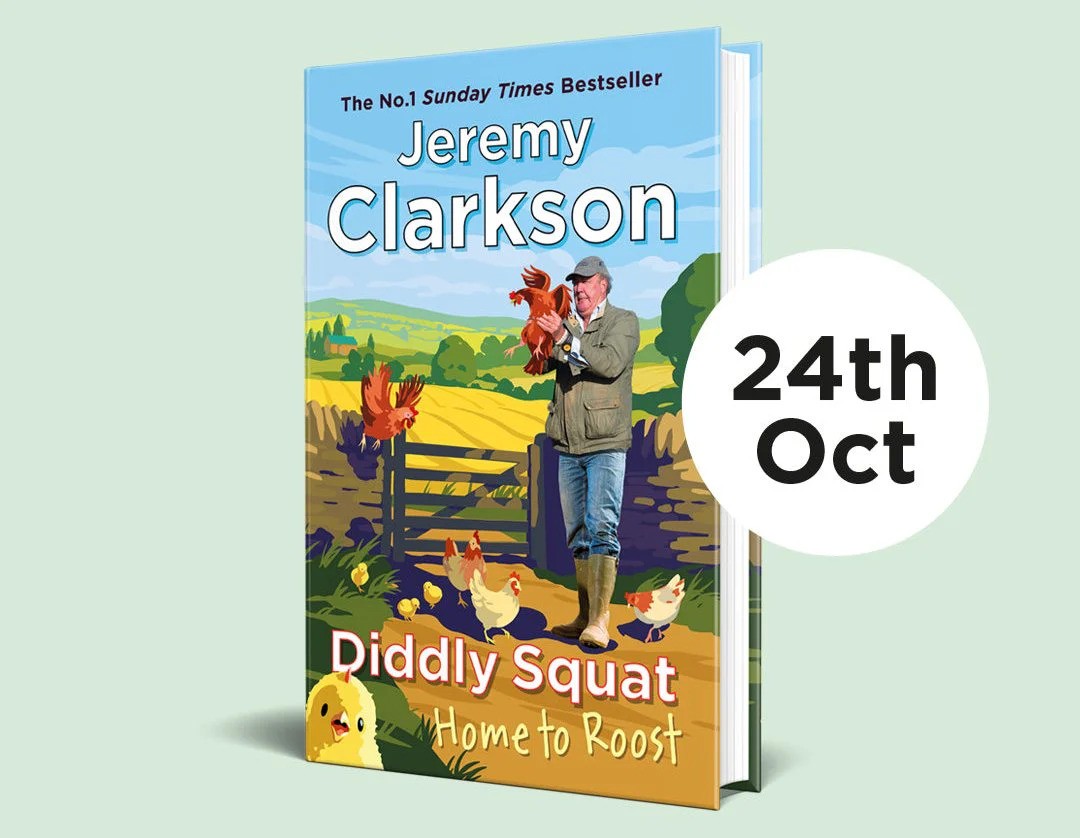 The No.1 Sunday Times Bestseller
Jeremy
Clarkson
24th
Oct
Diddly Squat
Home to Roost